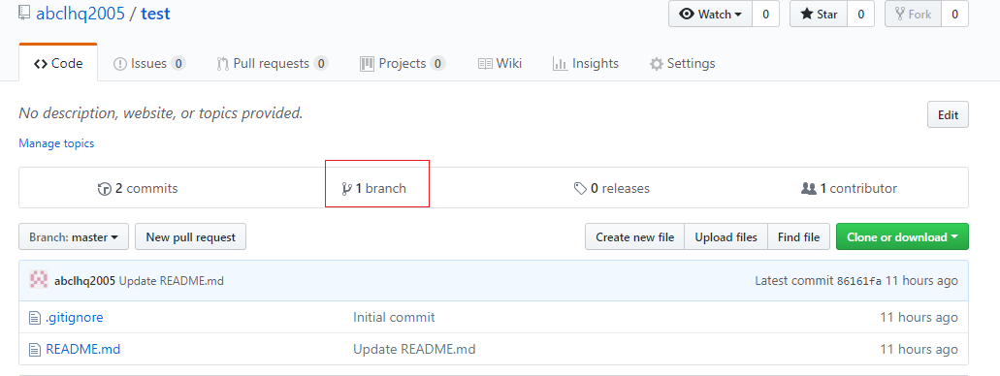 abclhq2005 / test
Watch 0 Star 0 Fork 0
Code Issues 0 Pull requests 0 Projects 0 Wiki Insights Settings
No description, website, or topics provided.
Edit
Manage topics
2 commits 1 branch 0 releases 1 contributor
Branch: master New pull request Create new file Upload files Find file Clone or download
abclhq2005 Update README.md Latest commit 86161fa 11 hours ago
.gitignore Initial commit 11 hours ago
README.md Update README.md 11 hours ago